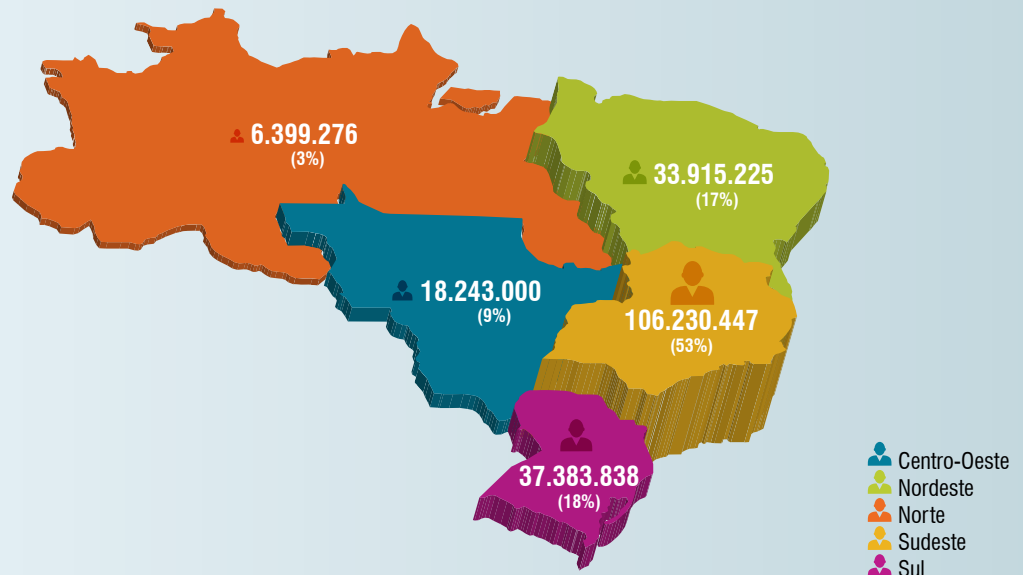 6.399.276
(3%)
33.915.225
(17%)
18.243.000
(9%)
106.230.447
(53%)
37.383.838
(18%)
Centro-Oeste
Nordeste
Norte
Sudeste
Sul